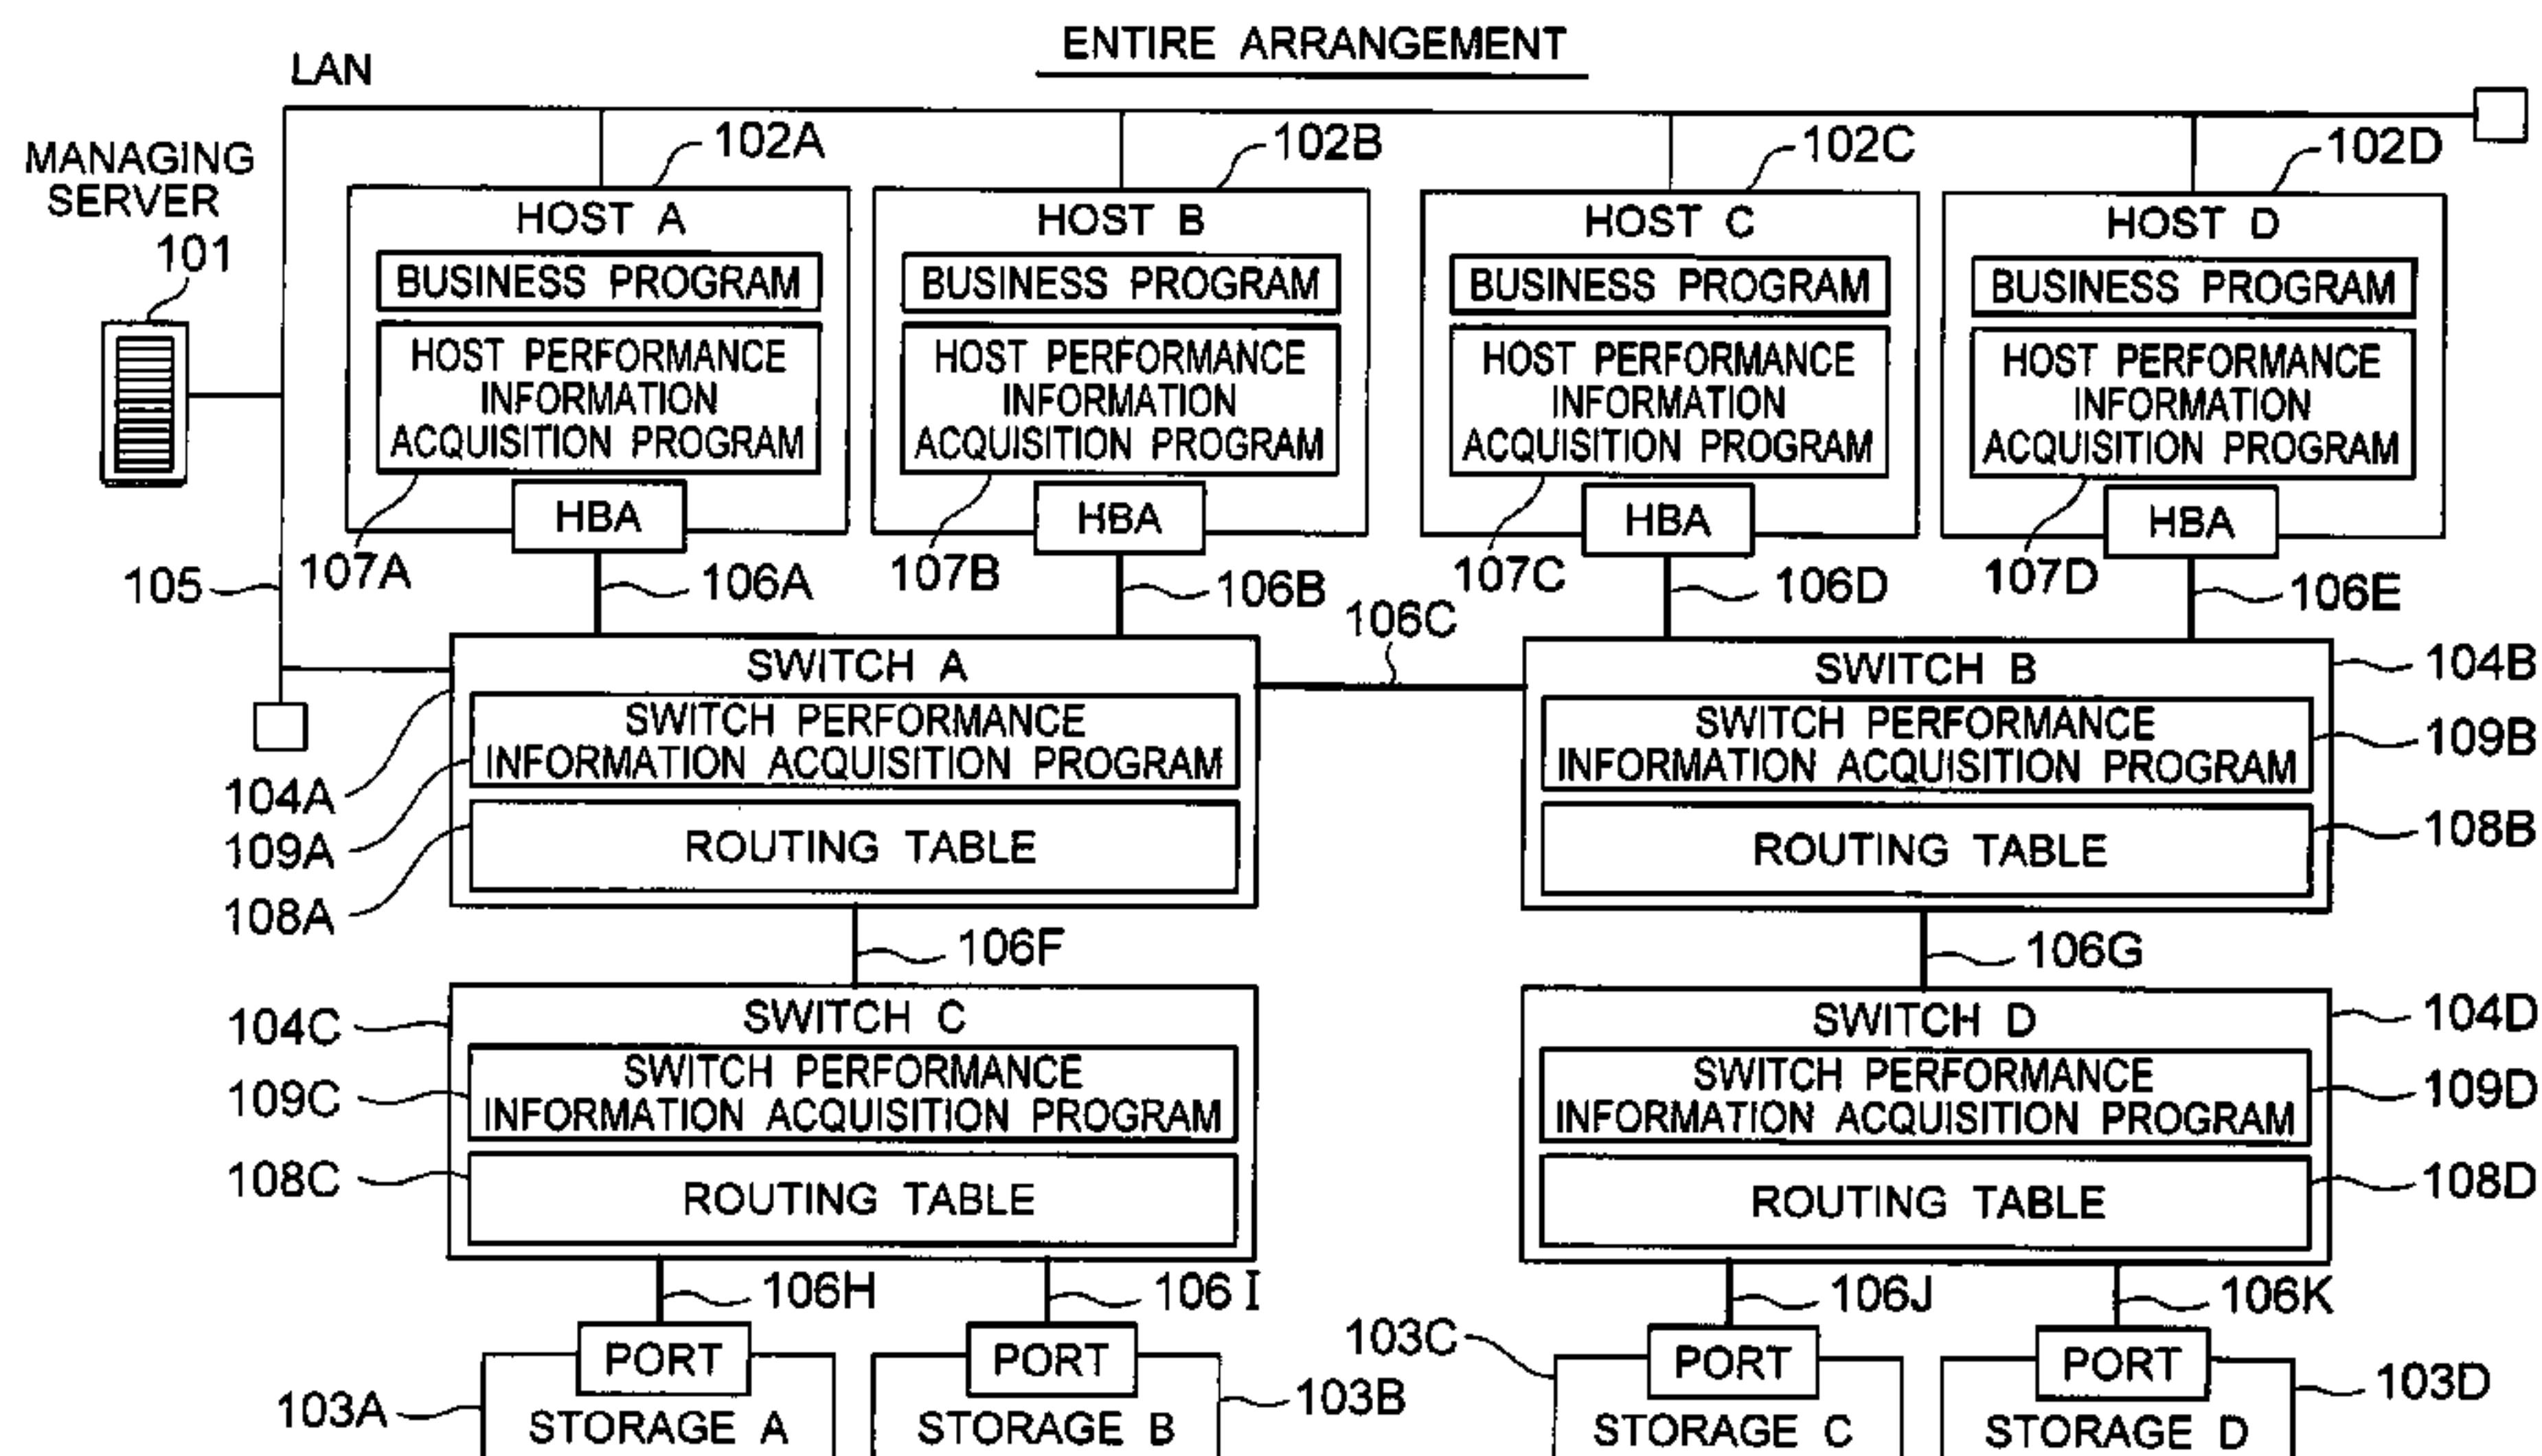 ENTIRE ARRANGEMENT
LAN
MANAGING
SERVER
101
102A
102B
102C
102D
HOST A
BUSINESS PROGRAM
HOST PERFORMANCE
INFORMATION
ACQUISITION PROGRAM
HBA
HOST B
BUSINESS PROGRAM
HOST PERFORMANCE
INFORMATION
ACQUISITION PROGRAM
HBA
HOST C
BUSINESS PROGRAM
HOST PERFORMANCE
INFORMATION
ACQUISITION PROGRAM
HBA
HOST D
BUSINESS PROGRAM
HOST PERFORMANCE
INFORMATION
ACQUISITION PROGRAM
HBA
105
107A
106A
107B
106B
106C
107C
106D
107D
106E
SWITCH A
SWITCH PERFORMANCE
INFORMATION ACQUISITION PROGRAM
ROUTING TABLE
104A
109A
108A
SWITCH B
SWITCH PERFORMANCE
INFORMATION ACQUISITION PROGRAM
ROUTING TABLE
104B
109B
108B
106F
106G
SWITCH C
SWITCH PERFORMANCE
INFORMATION ACQUISITION PROGRAM
ROUTING TABLE
104C
109C
108C
SWITCH D
SWITCH PERFORMANCE
INFORMATION ACQUISITION PROGRAM
ROUTING TABLE
104D
109D
108D
106H
106I
106J
106K
PORT
STORAGE A
103A
PORT
STORAGE B
103B
103C
PORT
STORAGE C
PORT
STORAGE D
103D